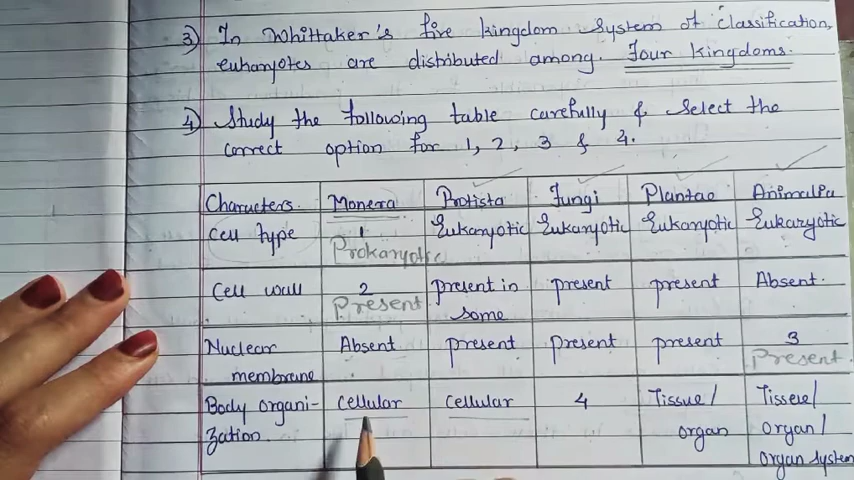 3) In Whittaker's five kingdom system of classification,
eukaryotes are distributed among. Four kingdoms.
4) Study the following table carefully & select the
correct option for 1, 2, 3 & 4.
Characters. Monera Protista Fungi Plantae Animalia
Cell type 1 Eukaryotic Eukaryotic Eukaryotic Eukaryotic
Prokaryotic
Cell wall 2 present in present present Absent.
Present some
Nuclear Absent present present present 3
membrane Present
Body organi- cellular cellular 4 Tissue/ Tissue/
zation. organ organ/
organ system